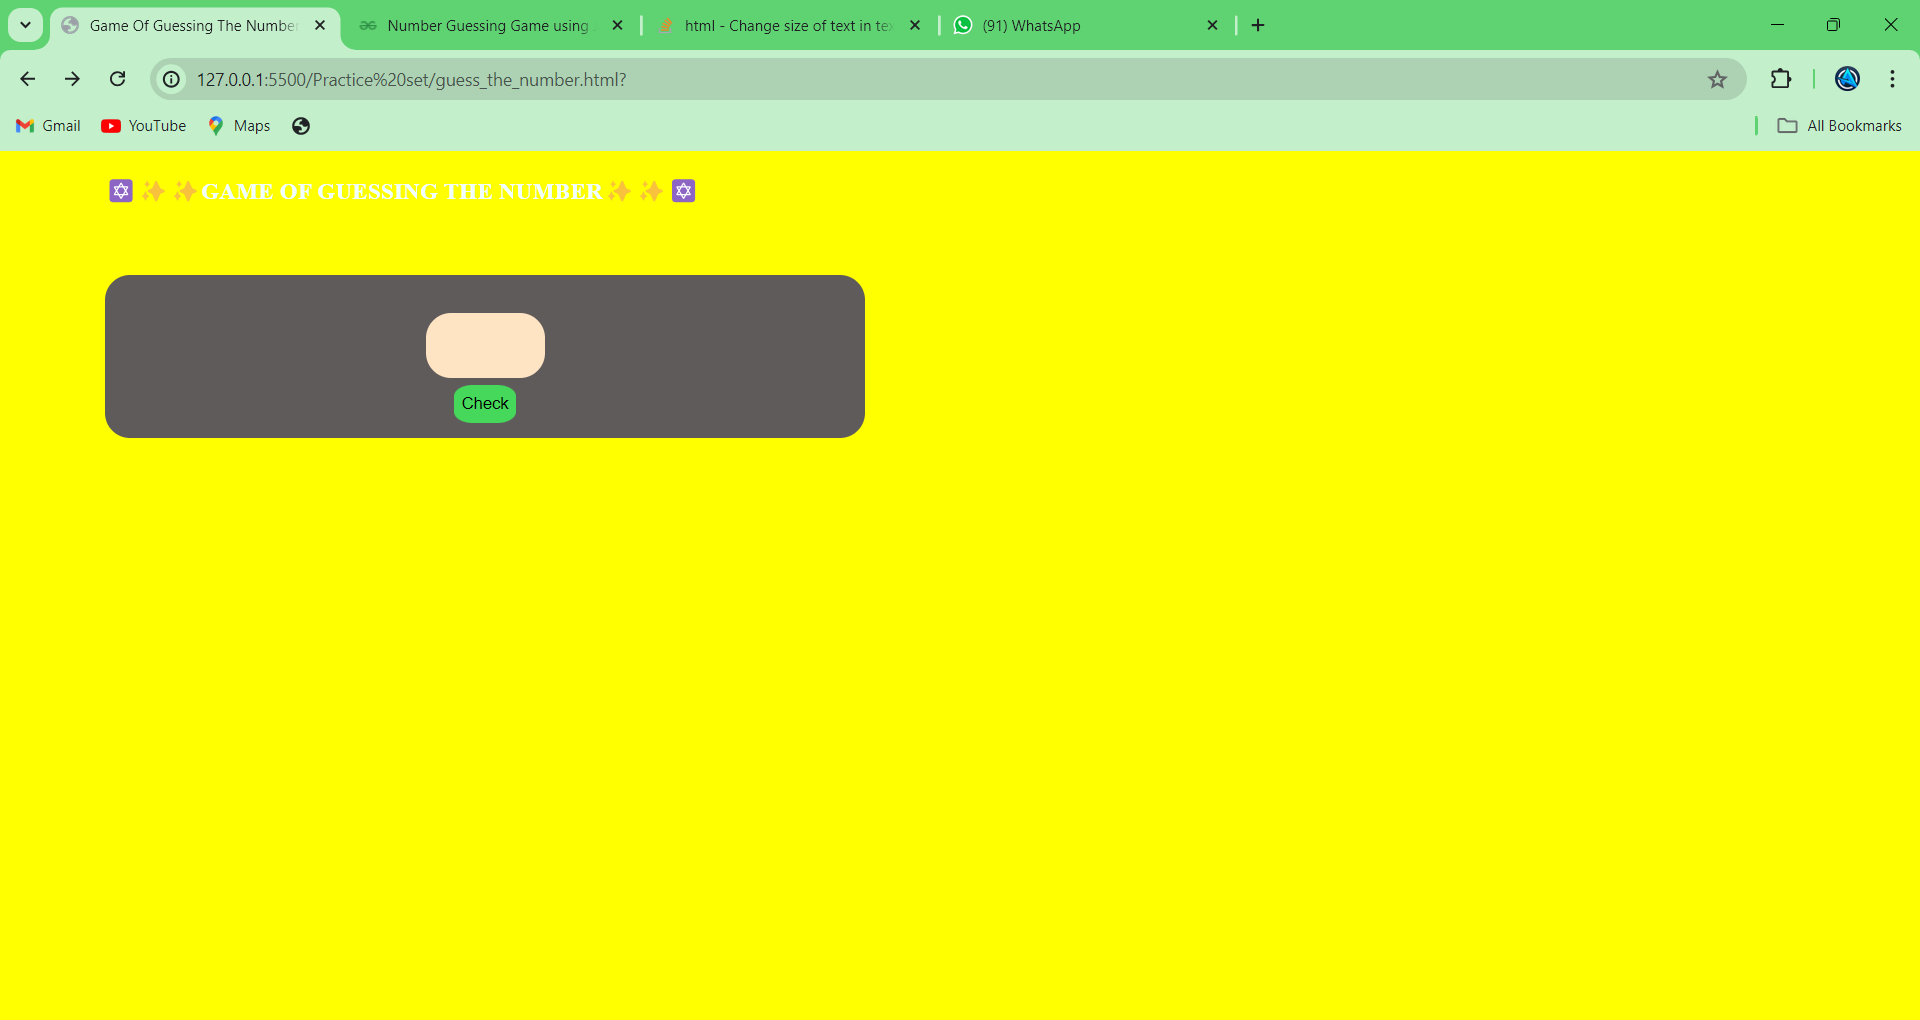 Game Of Guessing The Number
Number Guessing Game using
html - Change size of text in te
(91) WhatsApp
127.0.0.1:5500/Practice%20set/guess_the_number.html?
Gmail
YouTube
Maps
All Bookmarks
🔯✨✨GAME OF GUESSING THE NUMBER✨✨🔯
Check